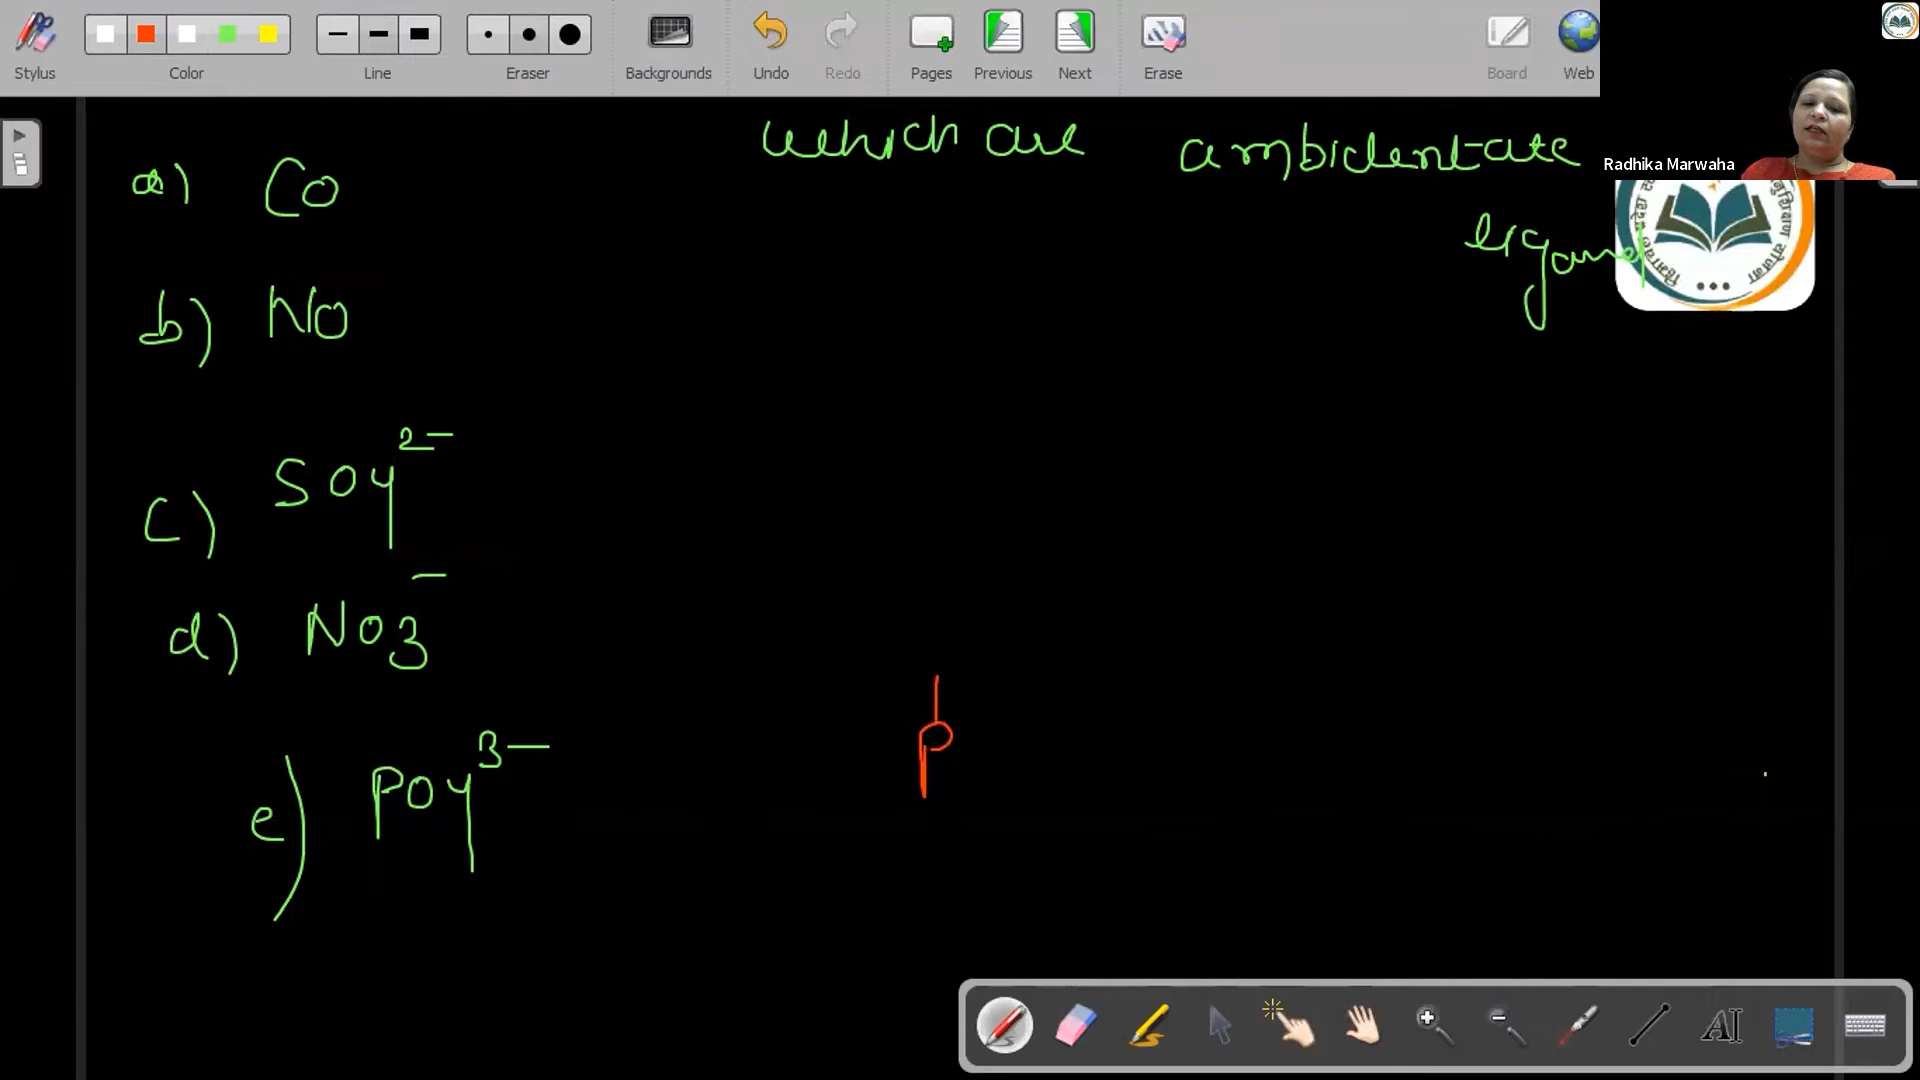 Stylus
Color
Line
Eraser
Backgrounds
Undo
Redo
Pages
Previous
Next
Erase
Board
Web
Radhika Marwaha
which are ambidentate
ligand
a) CO
b) NO
c) SO4 2-
d) NO3 -
e) PO4 3-
P
AI